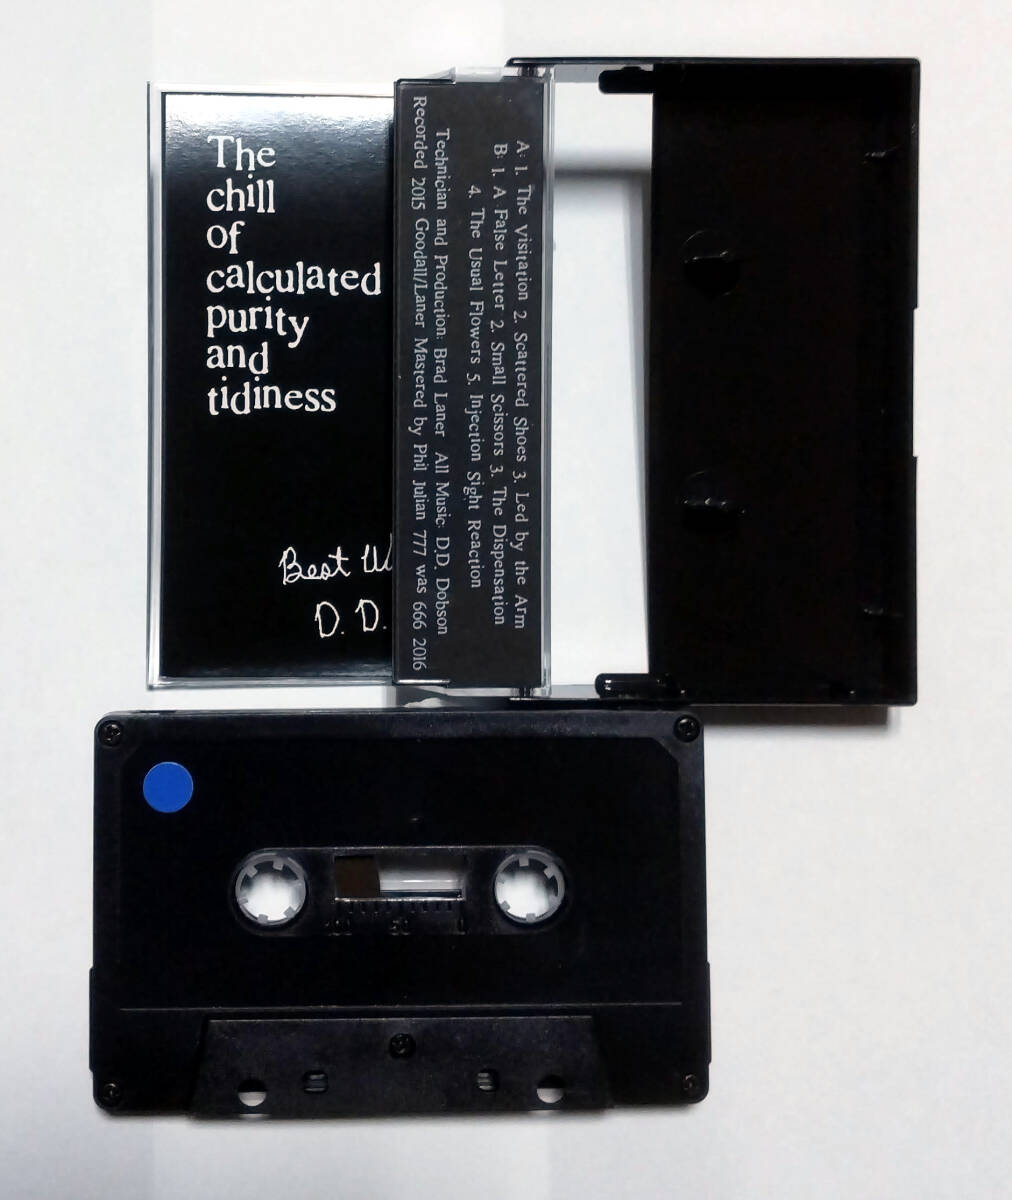 The
chill
of
calculated
purity
and
tidiness
Best
D. D.
A: 1. The Visitation 2. Scattered Shoes 3. Led by the Arm
B: 1. A False Letter 2. Small Scissors 3. The Dispensation
4. The Usual Flowers 5. Injection Sight Reaction
Technician and Production: Brad Laner All Music: D.D. Dobson
Recorded 2015 Goodall/Laner Mastered by Phil Julian 777 was 666 2016
100 50 0